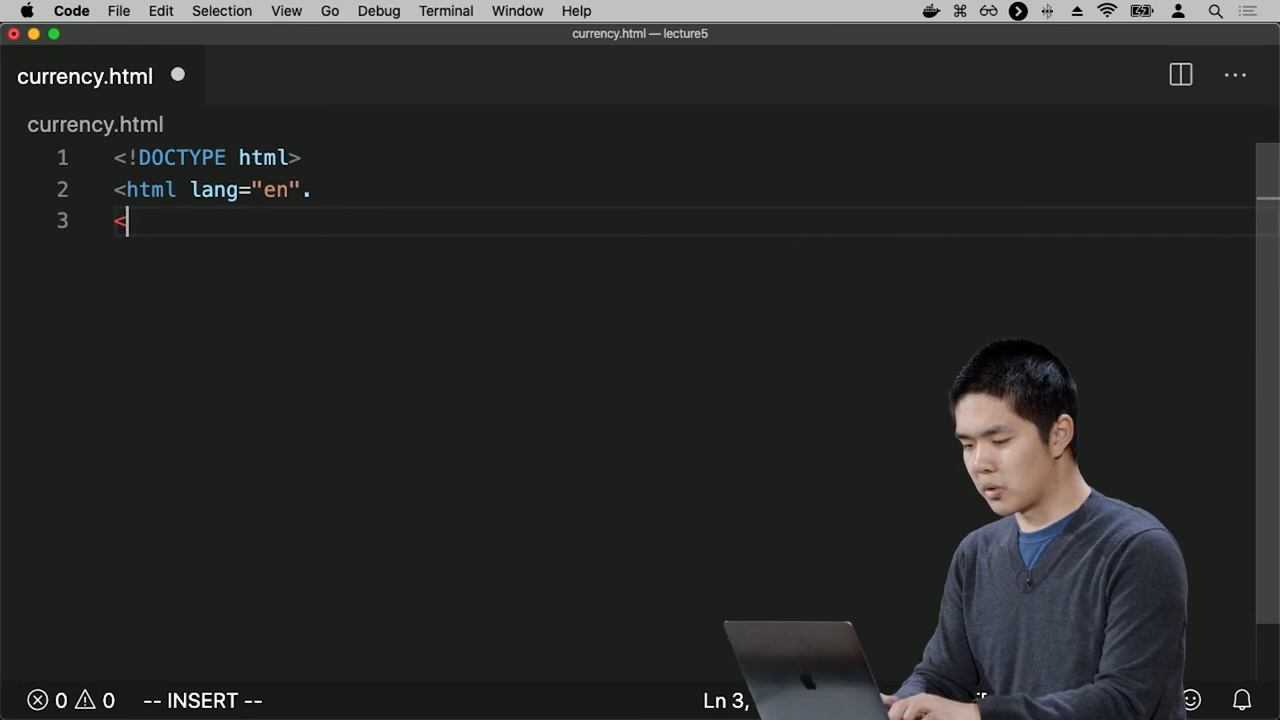 Code File Edit Selection View Go Debug Terminal Window Help
currency.html — lecture5
currency.html
currency.html
1 <!DOCTYPE html>
2 <html lang="en".
3 <
0 0 -- INSERT -- Ln 3,